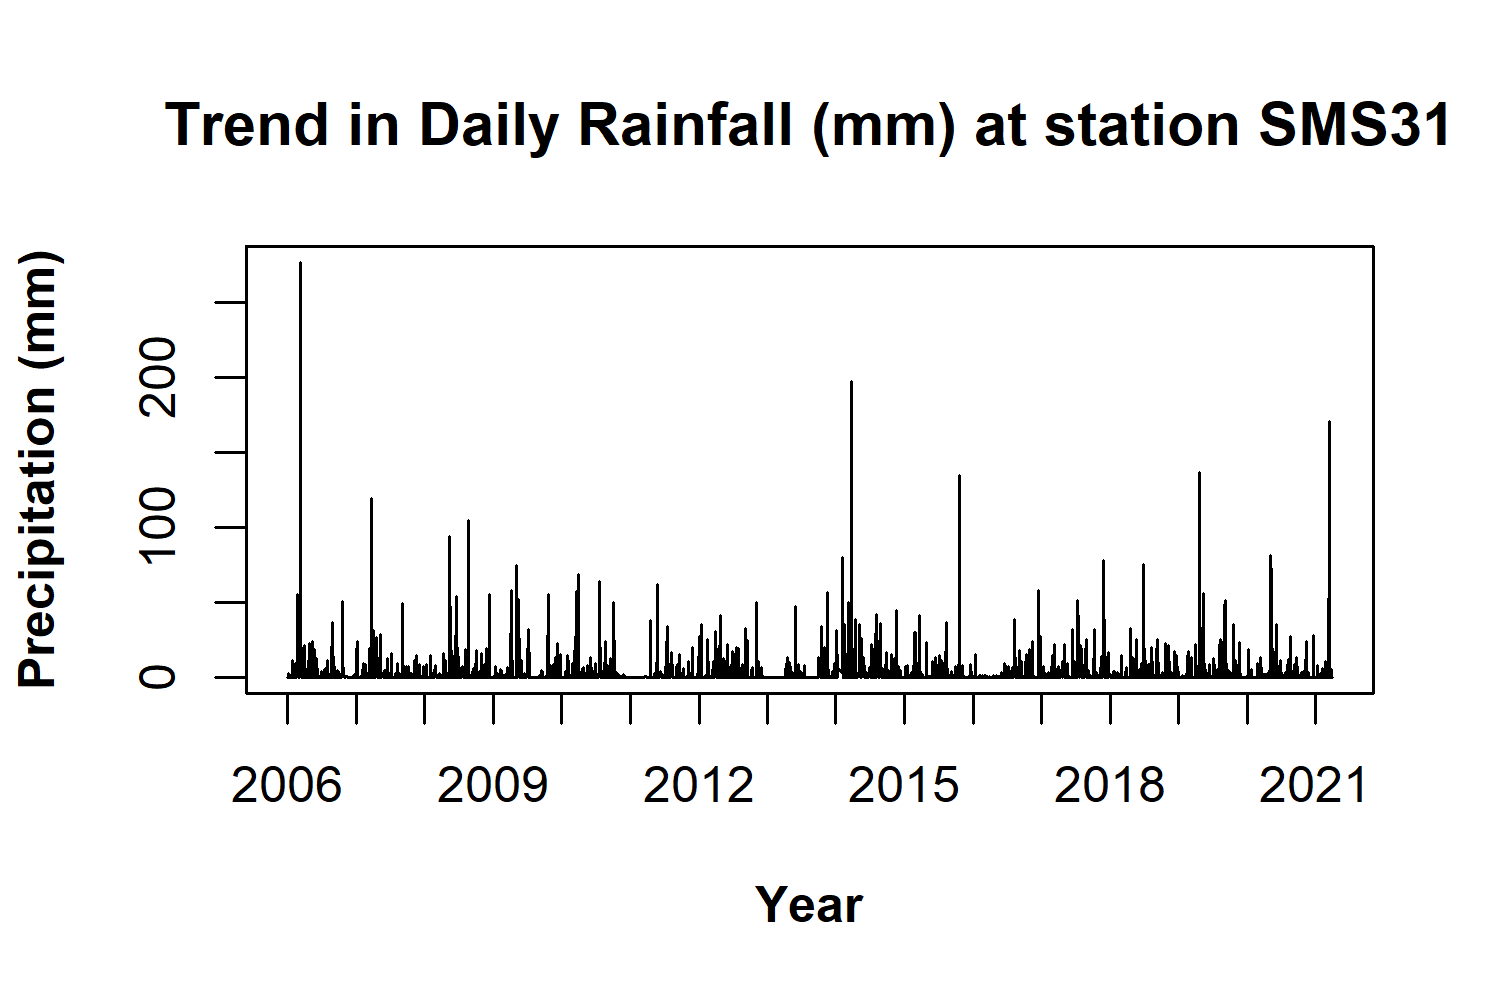 Trend in Daily Rainfall (mm) at station SMS31
Precipitation (mm)
200
100
0
2006 2009 2012 2015 2018 2021
Year